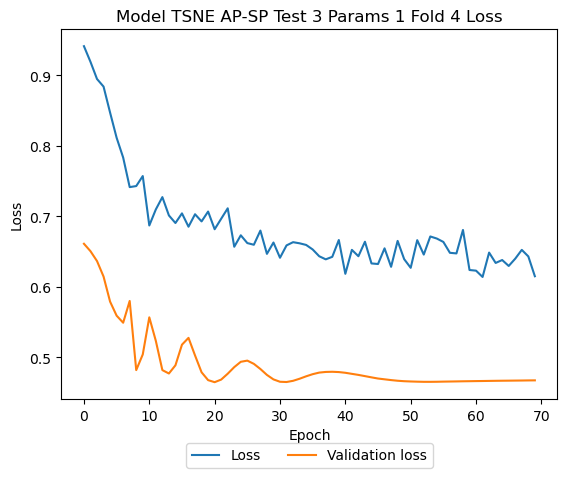 Model TSNE AP-SP Test 3 Params 1 Fold 4 Loss
0.9
0.8
0.7
0.6
0.5
Loss
0 10 20 30 40 50 60 70
Epoch
Loss Validation loss